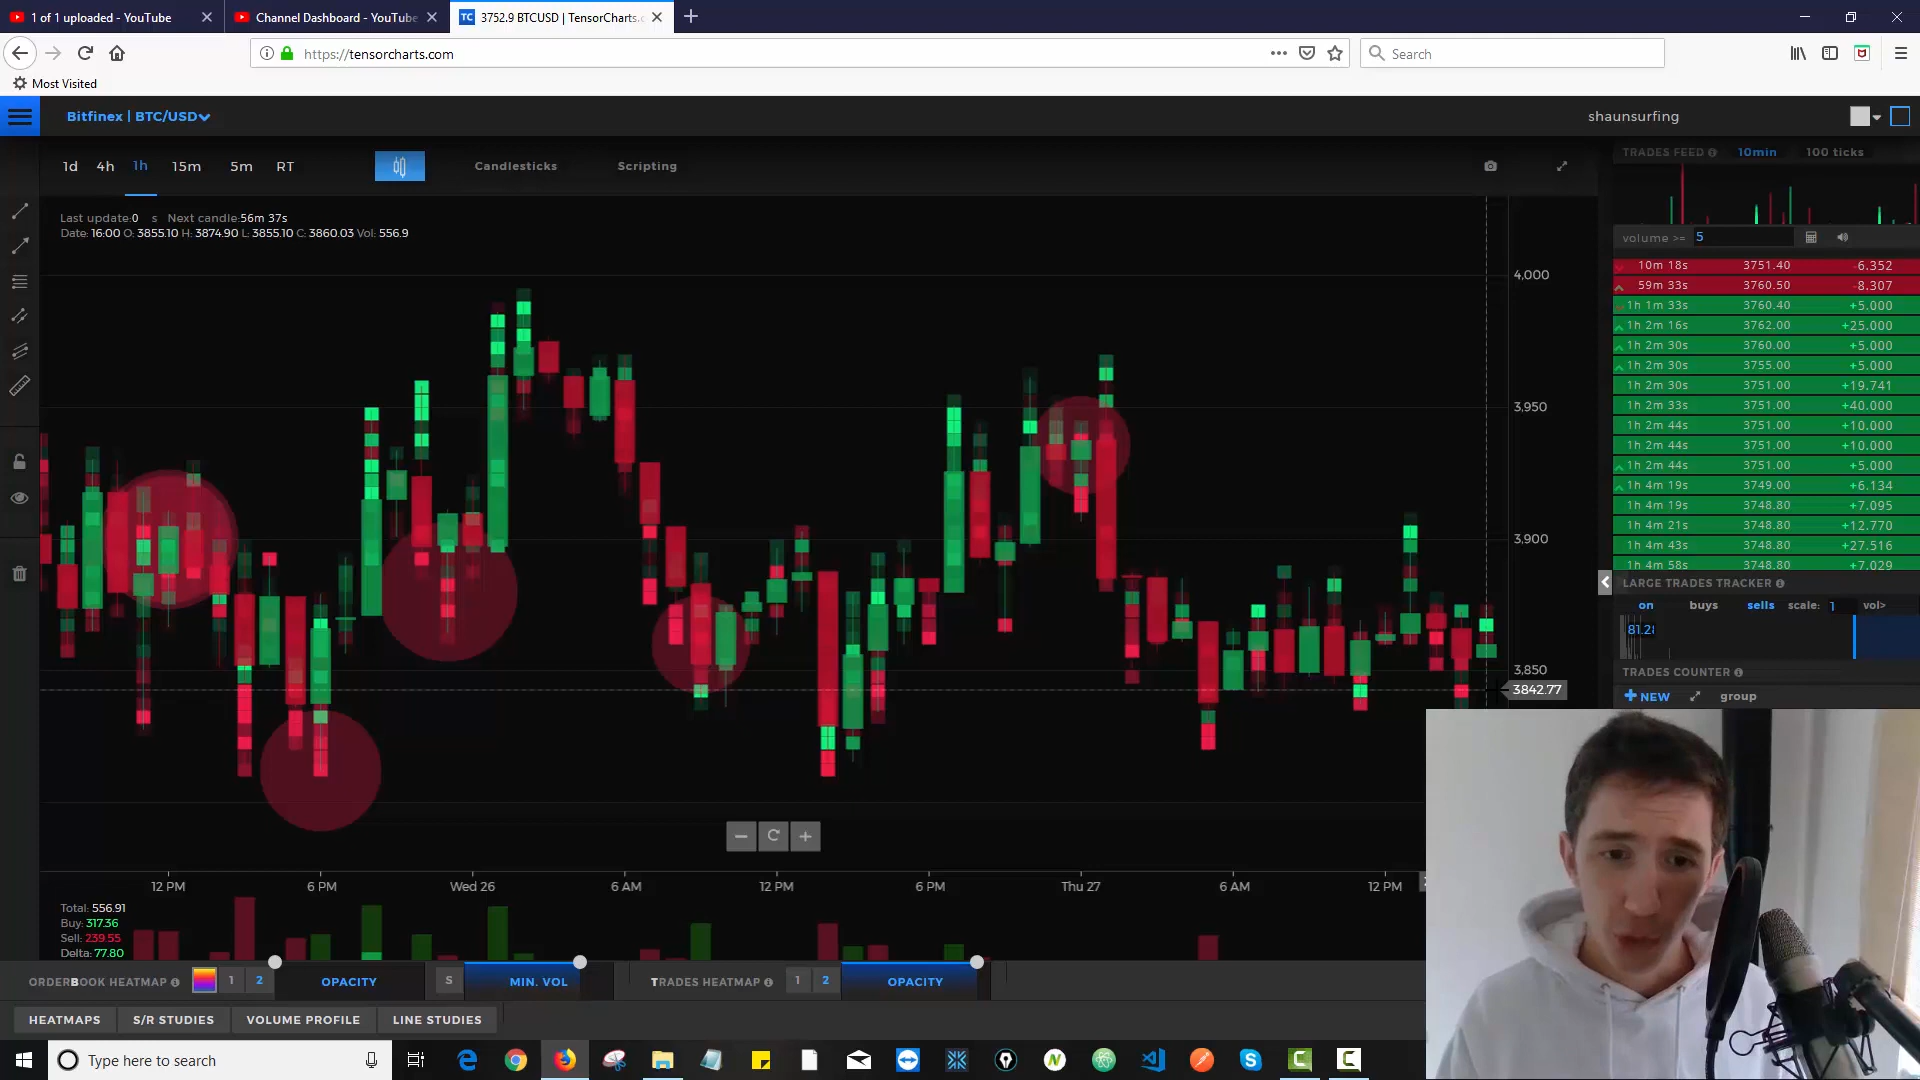 1 of 1 uploaded - YouTube
Channel Dashboard - YouTube
TC 3752.9 BTCUSD | TensorCharts.c
https://tensorcharts.com
Search
Most Visited
Bitfinex | BTC/USD
shaunsurfing
1d 4h 1h 15m 5m RT
Candlesticks
Scripting
TRADES FEED 10min 100 ticks
Last update:0 s Next candle:56m 37s
Date: 16:00 O: 3855.10 H: 3874.90 L: 3855.10 C: 3860.03 Vol: 556.9
volume >= 5
10m 18s 3751.40 -6.352
59m 33s 3760.50 -8.307
1h 1m 33s 3760.40 +5.000
1h 2m 16s 3762.00 +25.000
1h 2m 30s 3760.00 +5.000
1h 2m 30s 3755.00 +5.000
1h 2m 30s 3751.00 +19.741
1h 2m 33s 3751.00 +40.000
1h 2m 44s 3751.00 +10.000
1h 2m 44s 3751.00 +10.000
1h 2m 44s 3751.00 +5.000
1h 4m 19s 3749.00 +6.134
1h 4m 19s 3748.80 +7.095
1h 4m 21s 3748.80 +12.770
1h 4m 43s 3748.80 +27.516
1h 4m 58s 3748.80 +7.029
4,000
3,950
3,900
3,850
3842.77
LARGE TRADES TRACKER
on buys sells scale: 1 vol>
81.28
TRADES COUNTER
+ NEW group
12 PM 6 PM Wed 26 6 AM 12 PM 6 PM Thu 27 6 AM 12 PM
Total: 556.91
Buy: 317.36
Sell: 239.55
Delta: 77.80
ORDERBOOK HEATMAP 1 2 OPACITY S MIN. VOL TRADES HEATMAP 1 2 OPACITY
HEATMAPS S/R STUDIES VOLUME PROFILE LINE STUDIES
Type here to search